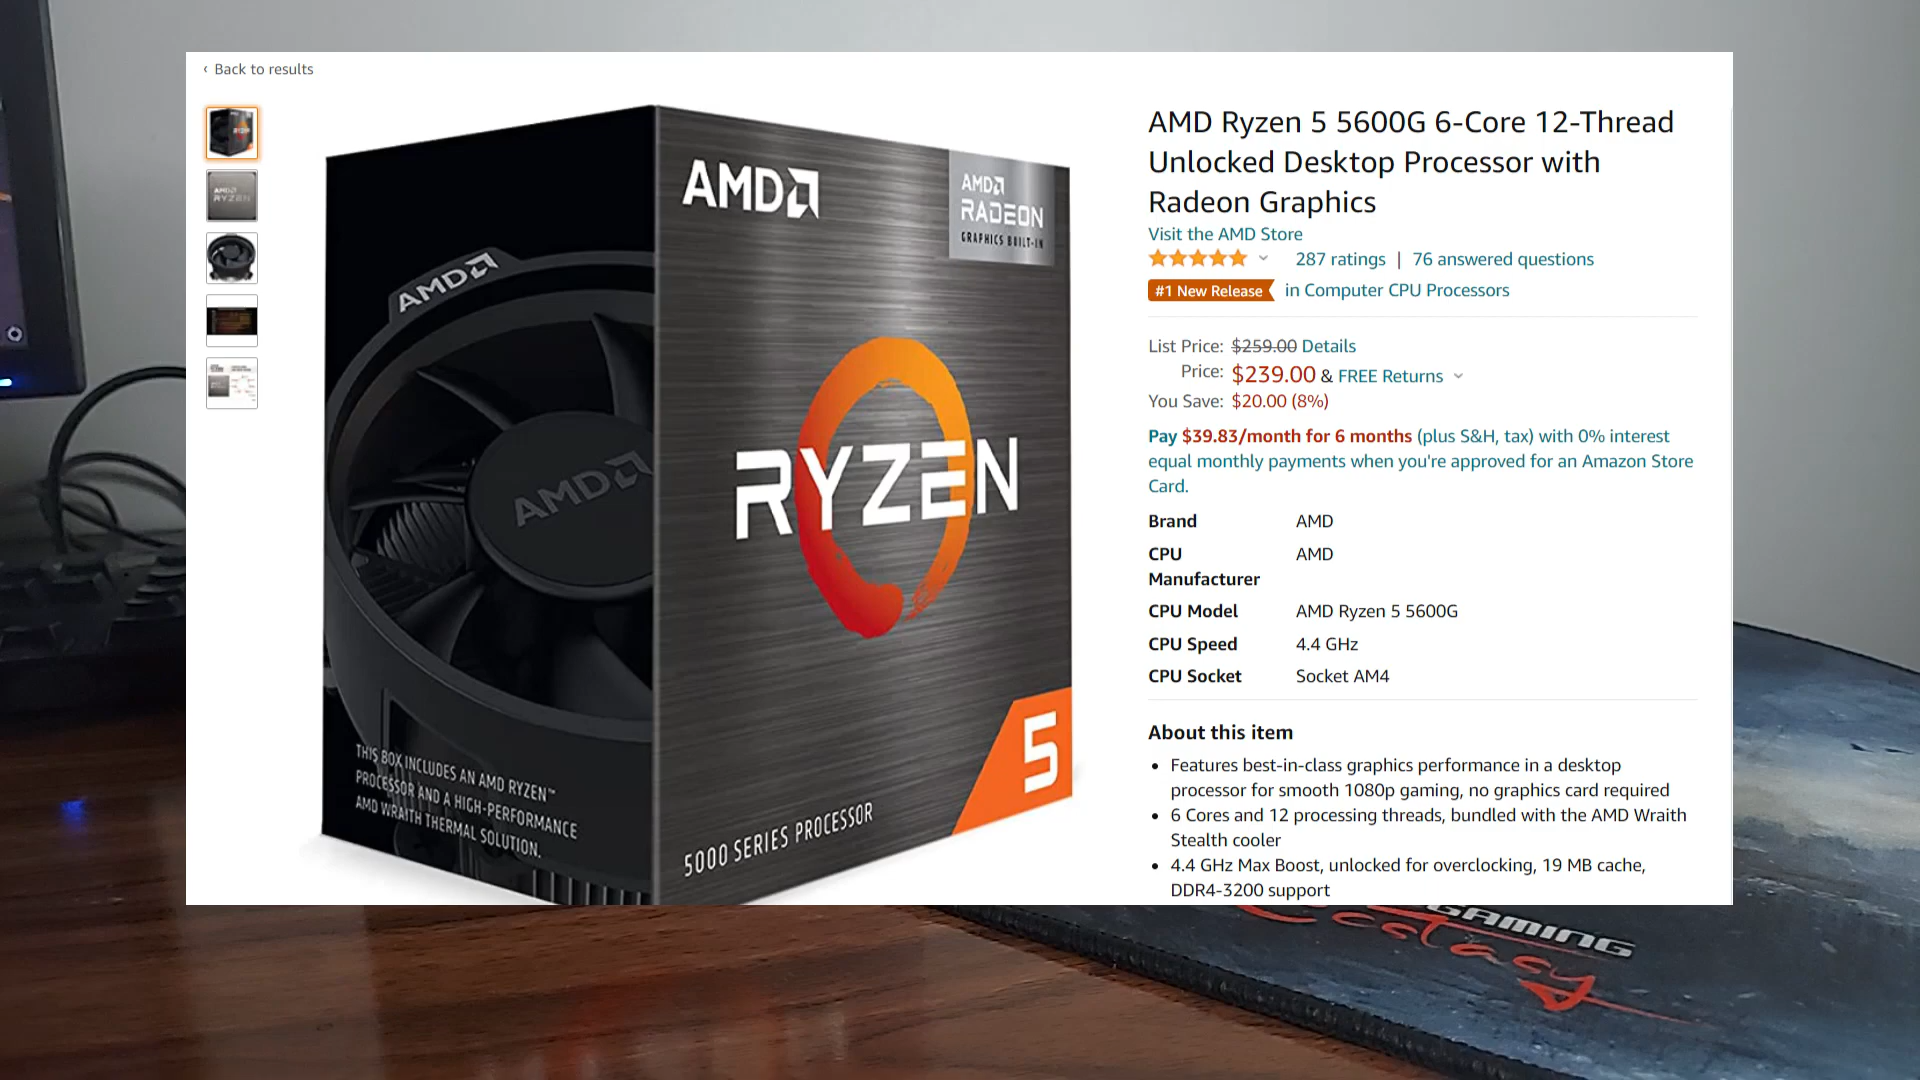 ‹ Back to results
AMD
AMD
RADEON
GRAPHICS BUILT-IN
AMD
AMD
RYZEN
5
THIS BOX INCLUDES AN AMD RYZEN™
PROCESSOR AND A HIGH-PERFORMANCE
AMD WRAITH THERMAL SOLUTION.
5000 SERIES PROCESSOR
AMD Ryzen 5 5600G 6-Core 12-Thread
Unlocked Desktop Processor with
Radeon Graphics
Visit the AMD Store
287 ratings | 76 answered questions
#1 New Release in Computer CPU Processors
List Price: $259.00 Details
Price: $239.00 & FREE Returns
You Save: $20.00 (8%)
Pay $39.83/month for 6 months (plus S&H, tax) with 0% interest
equal monthly payments when you're approved for an Amazon Store
Card.
Brand AMD
CPU AMD
Manufacturer
CPU Model AMD Ryzen 5 5600G
CPU Speed 4.4 GHz
CPU Socket Socket AM4
About this item
• Features best-in-class graphics performance in a desktop
processor for smooth 1080p gaming, no graphics card required
• 6 Cores and 12 processing threads, bundled with the AMD Wraith
Stealth cooler
• 4.4 GHz Max Boost, unlocked for overclocking, 19 MB cache,
DDR4-3200 support
GAMING
Ecstasy